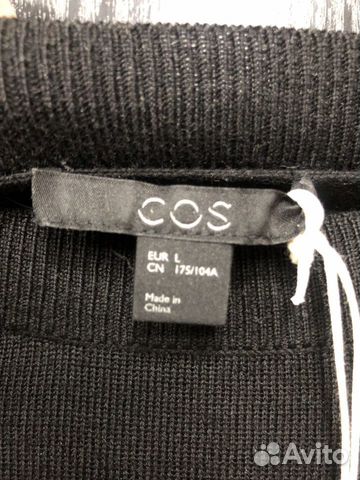 COS
EUR L
CN 175/104A
Made in
China
Avito